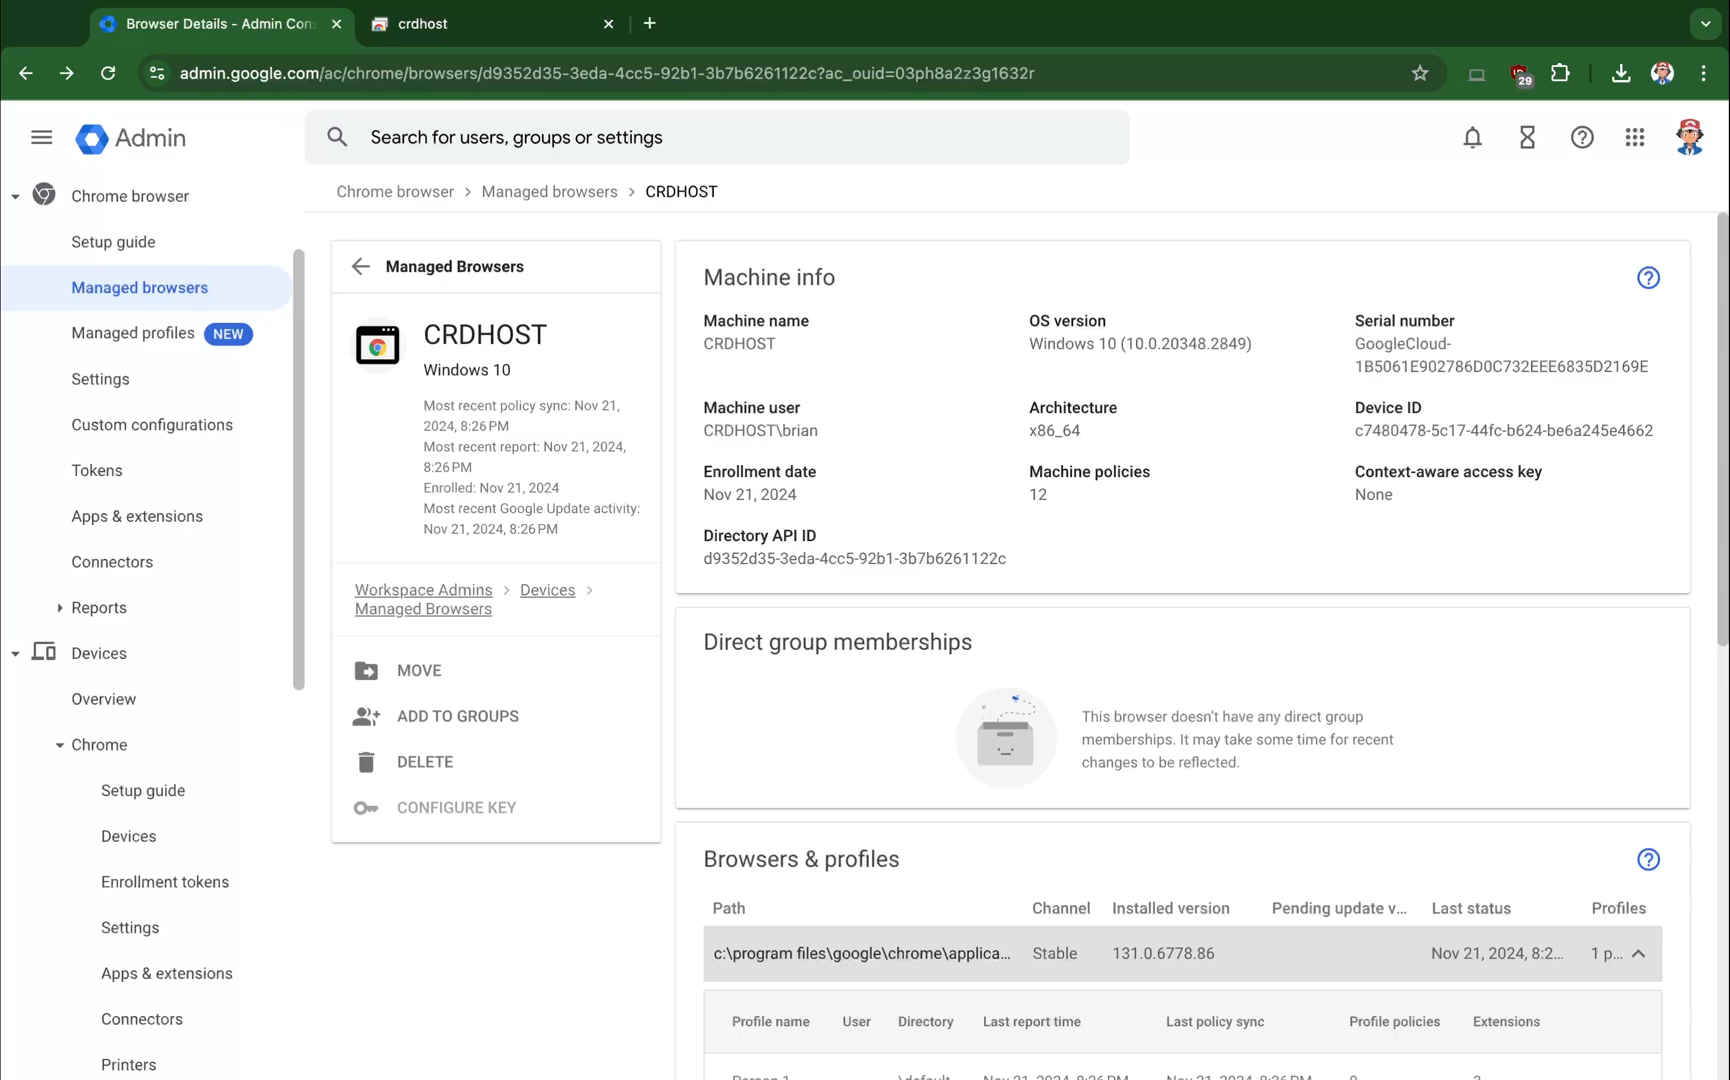 Browser Details - Admin Cons
crdhost
admin.google.com/ac/chrome/browsers/d9352d35-3eda-4cc5-92b1-3b7b6261122c?ac_ouid=03ph8a2z3g1632r
29
Admin
Search for users, groups or settings
Chrome browser
Setup guide
Managed browsers
Managed profiles NEW
Settings
Custom configurations
Tokens
Apps & extensions
Connectors
Reports
Devices
Overview
Chrome
Setup guide
Devices
Enrollment tokens
Settings
Apps & extensions
Connectors
Printers
Chrome browser > Managed browsers > CRDHOST
Managed Browsers
CRDHOST
Windows 10
Most recent policy sync: Nov 21,
2024, 8:26 PM
Most recent report: Nov 21, 2024,
8:26 PM
Enrolled: Nov 21, 2024
Most recent Google Update activity:
Nov 21, 2024, 8:26 PM
Workspace Admins > Devices >
Managed Browsers
MOVE
ADD TO GROUPS
DELETE
CONFIGURE KEY
Machine info
Machine name
CRDHOST
OS version
Windows 10 (10.0.20348.2849)
Serial number
GoogleCloud-
1B5061E902786D0C732EEE6835D2169E
Machine user
CRDHOST\brian
Architecture
x86_64
Device ID
c7480478-5c17-44fc-b624-be6a245e4662
Enrollment date
Nov 21, 2024
Machine policies
12
Context-aware access key
None
Directory API ID
d9352d35-3eda-4cc5-92b1-3b7b6261122c
Direct group memberships
This browser doesn't have any direct group
memberships. It may take some time for recent
changes to be reflected.
Browsers & profiles
Path Channel Installed version Pending update v... Last status Profiles
c:\program files\google\chrome\applica... Stable 131.0.6778.86 Nov 21, 2024, 8:2... 1 p...
Profile name User Directory Last report time Last policy sync Profile policies Extensions